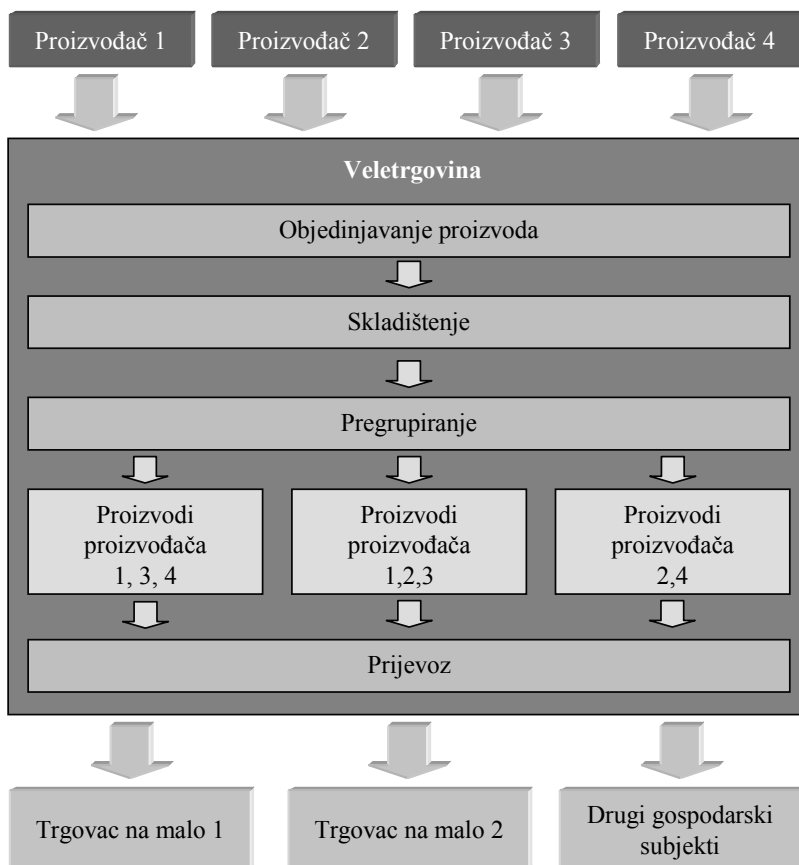 Proizvođač 1
Proizvođač 2
Proizvođač 3
Proizvođač 4
Veletrgovina
Objedinjavanje proizvoda
Skladištenje
Pregrupiranje
Proizvodi
proizvođača
1, 3, 4
Proizvodi
proizvođača
1,2,3
Proizvodi
proizvođača
2,4
Prijevoz
Trgovac na malo 1
Trgovac na malo 2
Drugi gospodarski
subjekti